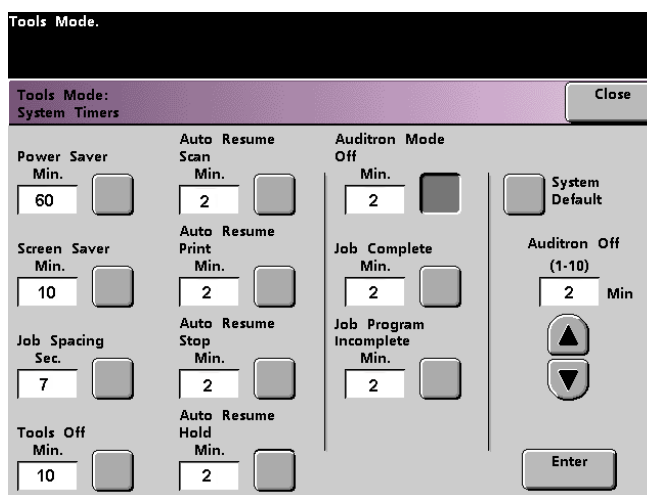 Tools Mode.
Tools Mode:
System Timers
Close
Power Saver
Min.
60
Screen Saver
Min.
10
Job Spacing
Sec.
7
Tools Off
Min.
10
Auto Resume
Scan
Min.
2
Auto Resume
Print
Min.
2
Auto Resume
Stop
Min.
2
Auto Resume
Hold
Min.
2
Auditron Mode
Off
Min.
2
Job Complete
Min.
2
Job Program
Incomplete
Min.
2
System
Default
Auditron Off
(1-10)
2 Min
Enter